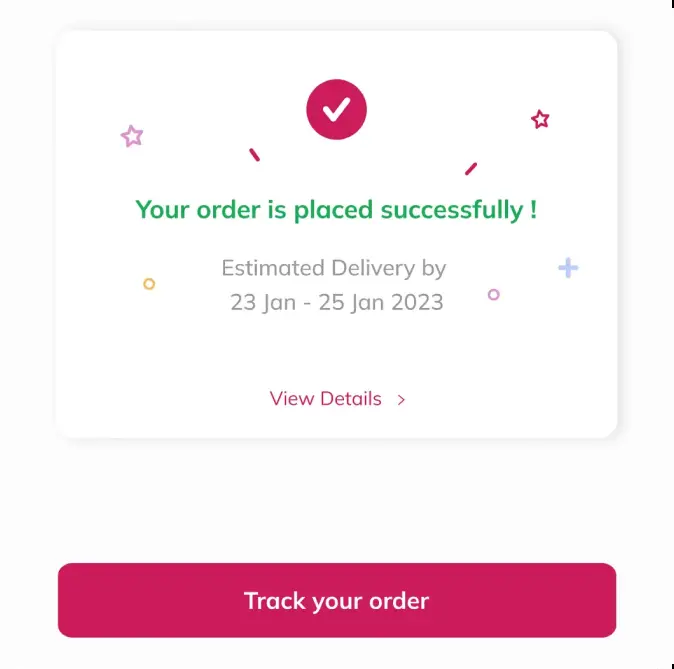 Your order is placed successfully !
Estimated Delivery by
23 Jan - 25 Jan 2023
View Details >
Track your order